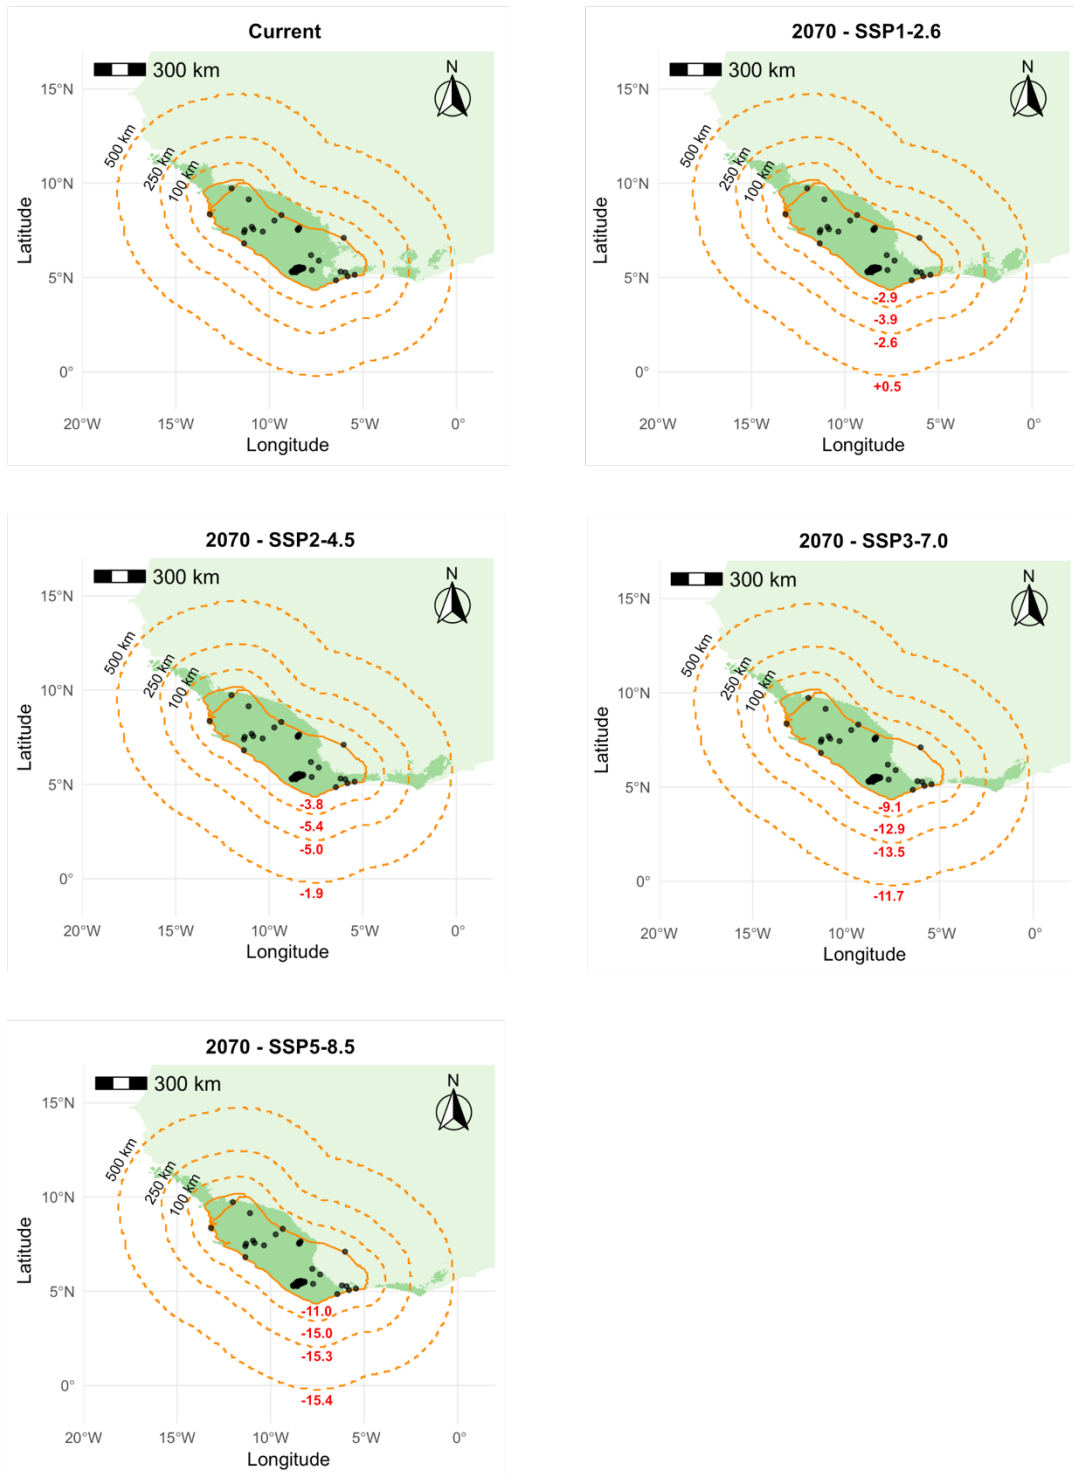 Current
300 km
N
15°N
10°N
5°N
0°
500 km
250 km
100 km
Latitude
20°W
15°W
10°W
5°W
0°
Longitude
2070 - SSP1-2.6
300 km
N
15°N
10°N
5°N
0°
500 km
250 km
100 km
Latitude
-2.9
-3.9
-2.6
+0.5
20°W
15°W
10°W
5°W
0°
Longitude
2070 - SSP2-4.5
300 km
N
15°N
10°N
5°N
0°
500 km
250 km
100 km
Latitude
-3.8
-5.4
-5.0
-1.9
20°W
15°W
10°W
5°W
0°
Longitude
2070 - SSP3-7.0
300 km
N
15°N
10°N
5°N
0°
500 km
250 km
100 km
Latitude
-9.1
-12.9
-13.5
-11.7
20°W
15°W
10°W
5°W
0°
Longitude
2070 - SSP5-8.5
300 km
N
15°N
10°N
5°N
0°
500 km
250 km
100 km
Latitude
-11.0
-15.0
-15.3
-15.4
20°W
15°W
10°W
5°W
0°
Longitude